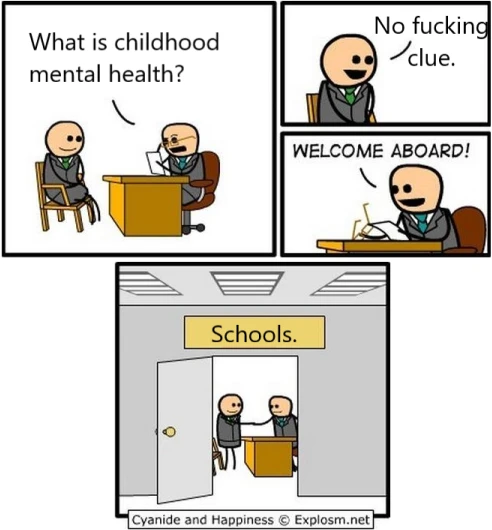 What is childhood
mental health?
No fucking
clue.
WELCOME ABOARD!
Schools.
Cyanide and Happiness © Explosm.net